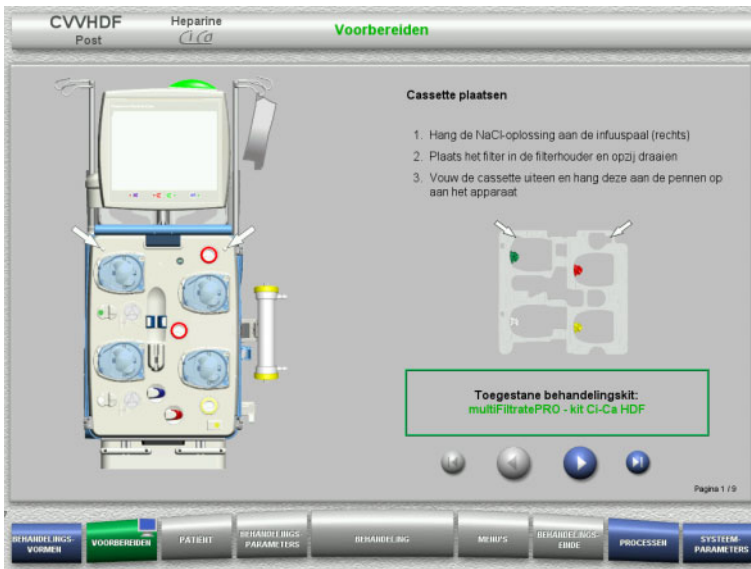 CVVHDF
Post
Heparine
Ci Ca
Voorbereiden
Cassette plaatsen
1. Hang de NaCl-oplossing aan de infuuspaal (rechts)
2. Plaats het filter in de filterhouder en opzij draaien
3. Vouw de cassette uiteen en hang deze aan de pennen op
aan het apparaat
Toegestane behandelingskit:
multiFiltratePRO - kit Ci-Ca HDF
Pagina 1 / 9
BEHANDELINGS-
VORMEN
VOORBEREIDEN
PATIENT
BEHANDELINGS-
PARAMETERS
BEHANDELING
MENU'S
BEHANDELINGS-
EINDE
PROCESSEN
SYSTEEM-
PARAMETERS